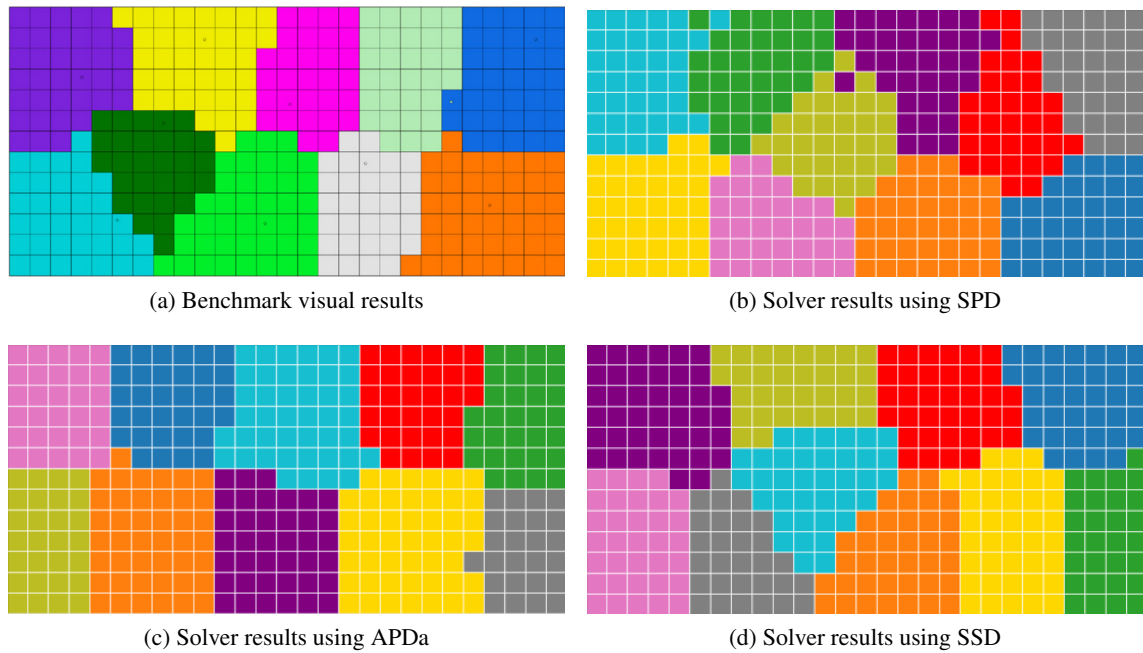 (a) Benchmark visual results
(b) Solver results using SPD
(c) Solver results using APDa
(d) Solver results using SSD